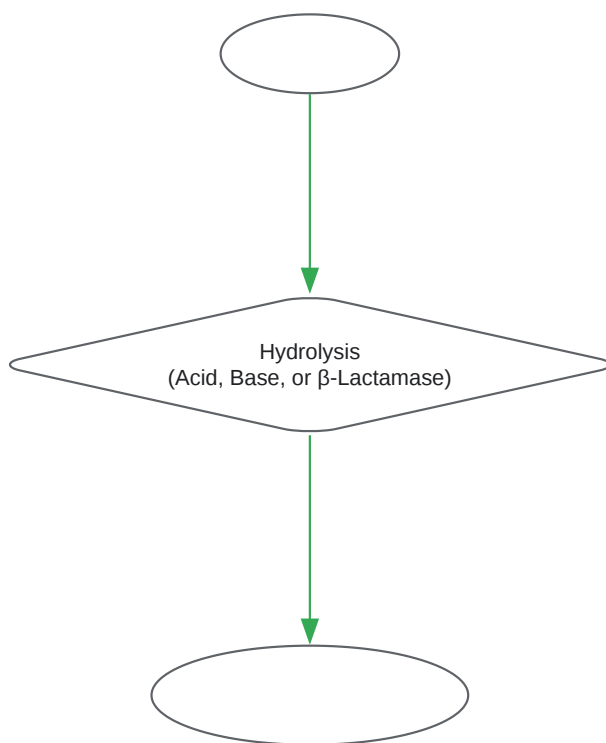 Hydrolysis
(Acid, Base, or β-Lactamase)